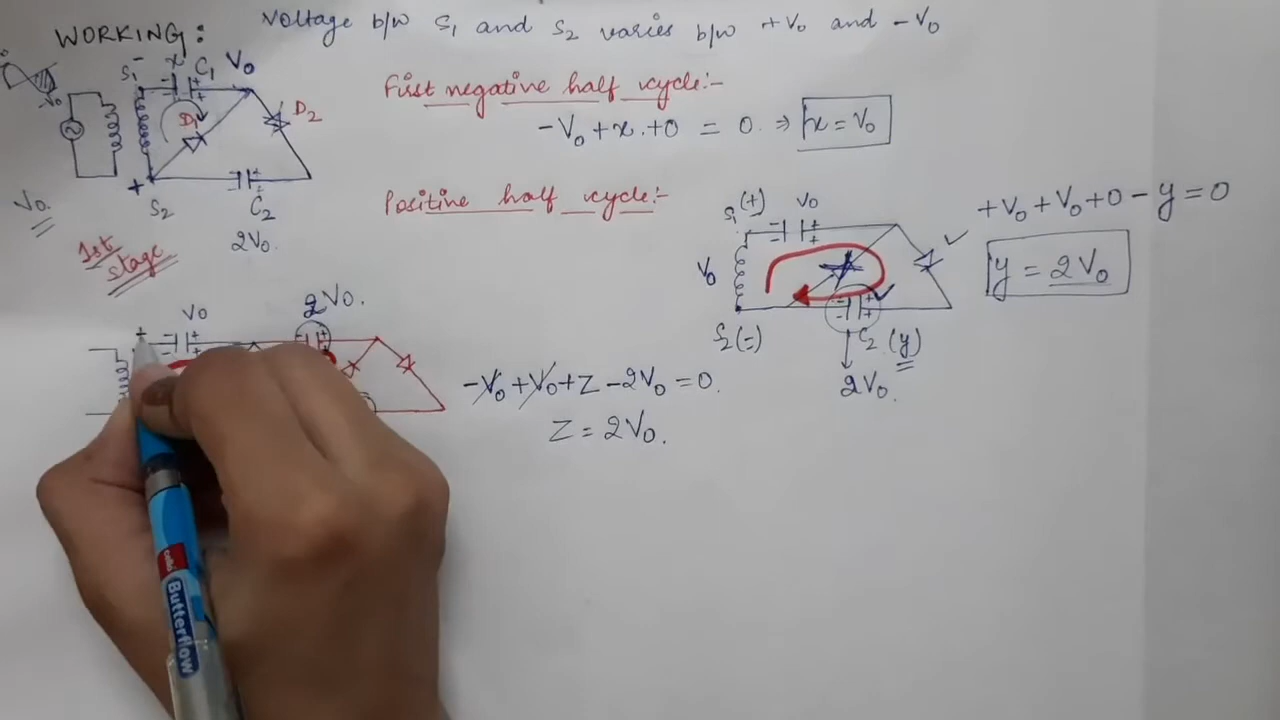 WORKING:
Voltage b/w S1 and S2 varies b/w +V0 and -V0
S1 - x C1 V0
-V0
D1 D2
+
S2 C2
2V0.
V0.
1st stage
First negative half cycle:-
-V0 + x + 0 = 0. ⇒ x = V0
Positive half cycle:-
S1 (+) V0
V0
S2 (-) C2 (y)
2V0.
+V0 + V0 + 0 - y = 0
y = 2V0
V0 2V0.
+
-V0 + V0 + Z - 2V0 = 0.
Z = 2V0.
cello
Butterflow